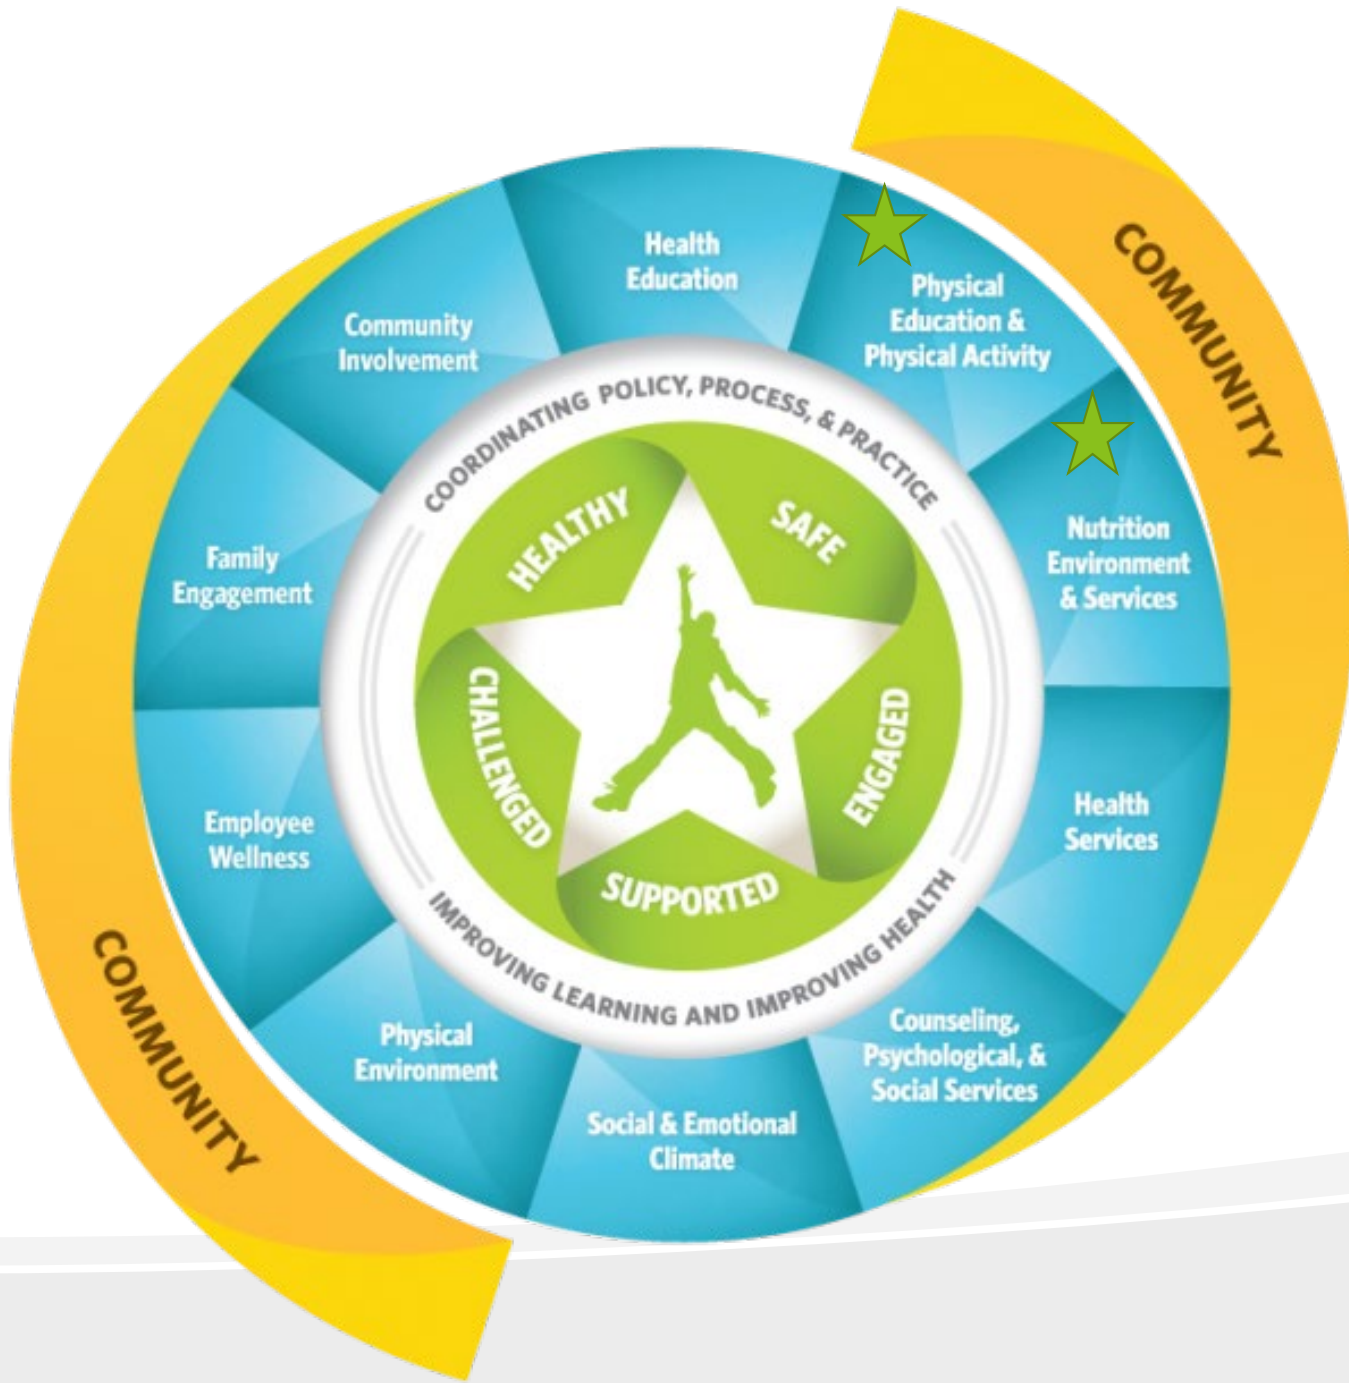 COMMUNITY
Health
Education
Physical
Education &
Physical Activity
Nutrition
Environment
& Services
Health
Services
Counseling,
Psychological, &
Social Services
Social & Emotional
Climate
Physical
Environment
Employee
Wellness
Family
Engagement
Community
Involvement
COORDINATING POLICY, PROCESS, & PRACTICE
IMPROVING LEARNING AND IMPROVING HEALTH
HEALTHY
SAFE
ENGAGED
SUPPORTED
CHALLENGED
COMMUNITY